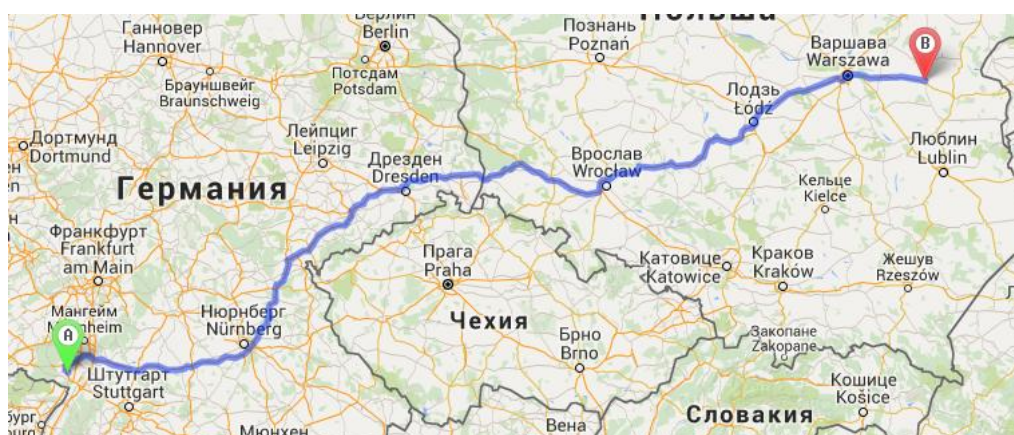 Ганновер
Hannover
Берлин
Berlin
Познань
Poznań
Польша
Варшава
Warszawa
B
Потсдам
Potsdam
Брауншвейг
Braunschweig
Лодзь
Łódź
Дортмунд
Dortmund
Лейпциг
Leipzig
Люблин
Lublin
Дрезден
Dresden
Врослав
Wrocław
Германия
Кельце
Kielce
Франкфурт
Frankfurt
am Main
Прага
Praha
Катовице
Katowice
Краков
Kraków
Жешув
Rzeszów
Мангейм
A
Нюрнберг
Nürnberg
Чехия
Брно
Brno
Закопане
Zakopane
Штутгарт
Stuttgart
Кошице
Košice
Словакия
Вена
Мюнхен